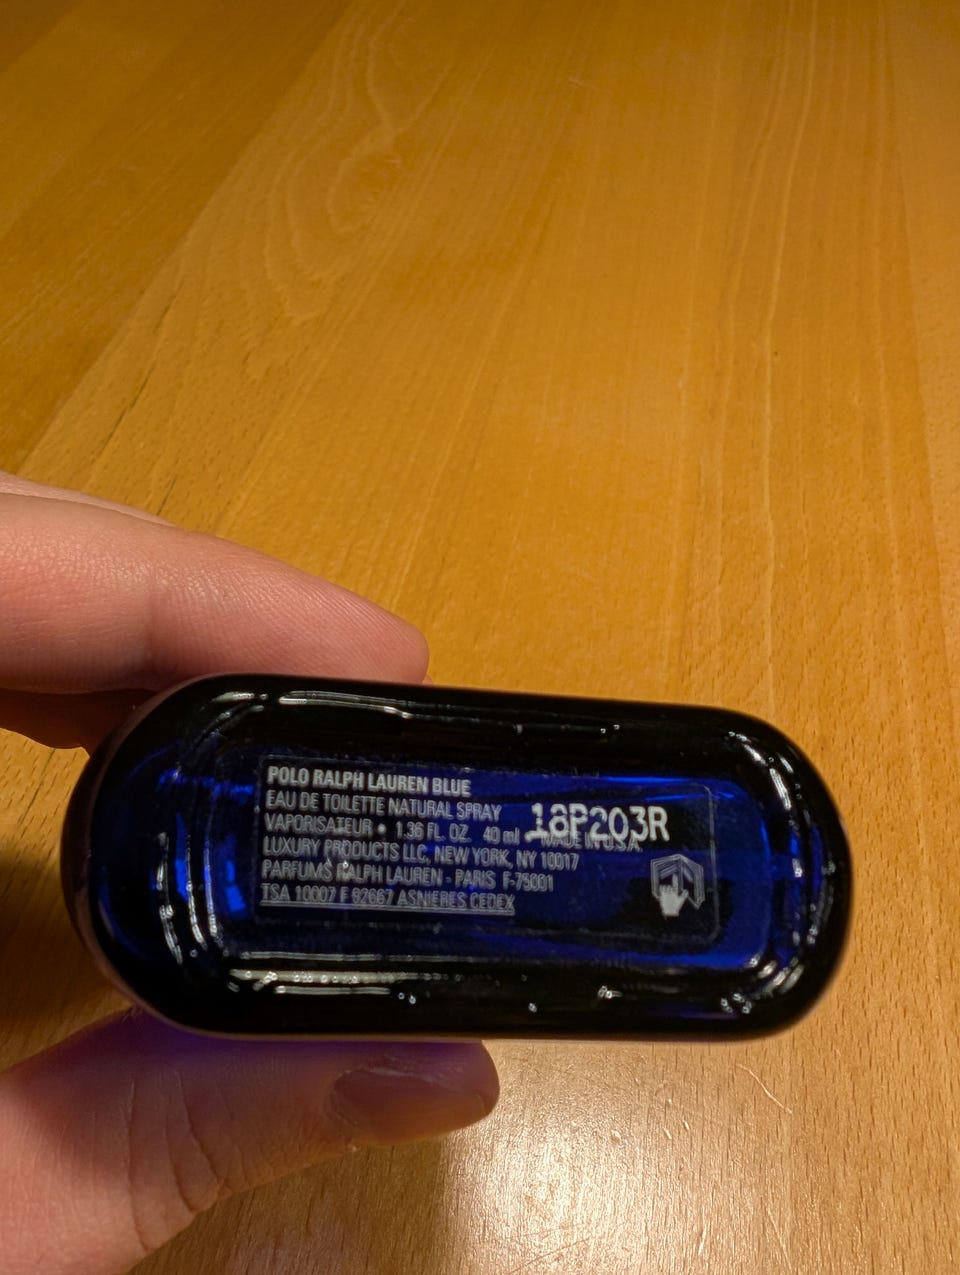 POLO RALPH LAUREN BLUE
EAU DE TOILETTE NATURAL SPRAY
VAPORISATEUR • 1.36 FL. OZ. 40 ml MADE IN U.S.A.
18P203R
LUXURY PRODUCTS LLC, NEW YORK, NY 10017
PARFUMS RALPH LAUREN - PARIS F-75001
TSA 10007 F 92667 ASNIERES CEDEX